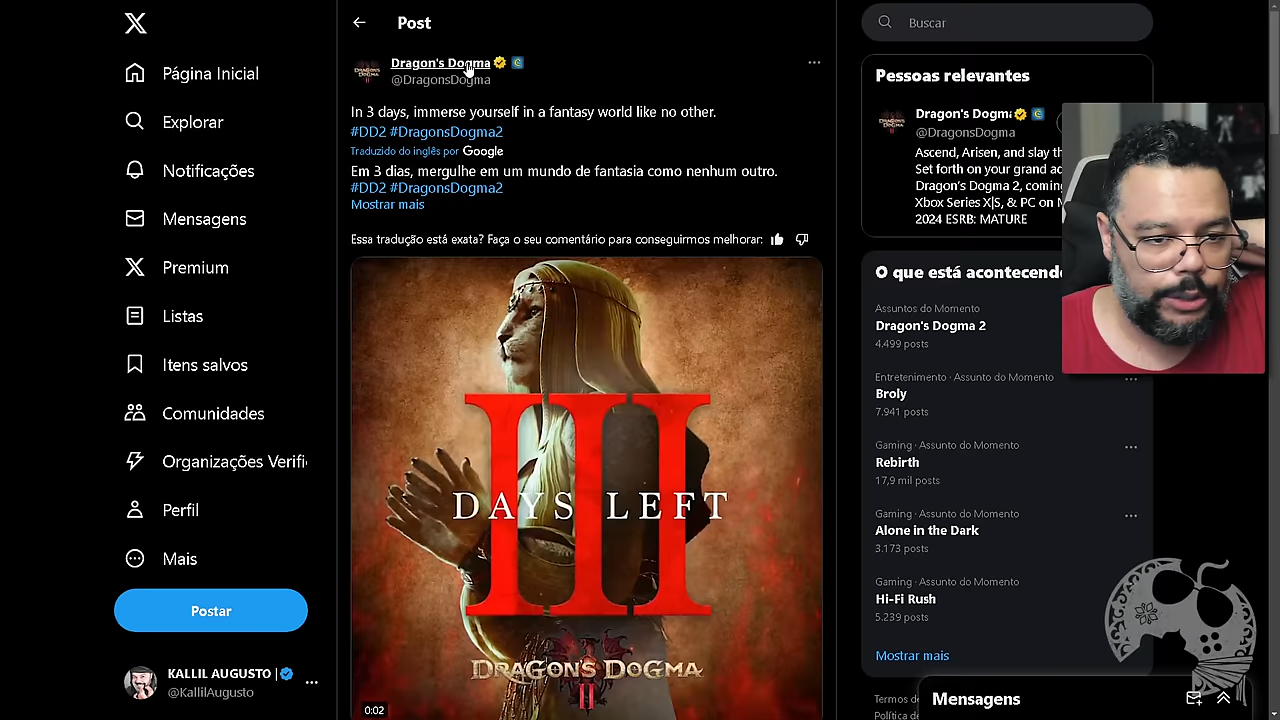 Página Inicial
Explorar
Notificações
Mensagens
Premium
Listas
Itens salvos
Comunidades
Organizações Verifi
Perfil
Mais
Postar
KALLIL AUGUSTO |
@KallilAugusto
Post
Dragon's Dogma
@DragonsDogma
In 3 days, immerse yourself in a fantasy world like no other.
#DD2 #DragonsDogma2
Traduzido do inglês por Google
Em 3 dias, mergulhe em um mundo de fantasia como nenhum outro.
#DD2 #DragonsDogma2
Mostrar mais
Essa tradução está exata? Faça o seu comentário para conseguirmos melhorar:
III
DAYS LEFT
DRAGON'S DOGMA
II
0:02
Buscar
Pessoas relevantes
Dragon's Dogma
@DragonsDogma
Ascend, Arisen, and slay th
Set forth on your grand ad
Dragon's Dogma 2, coming
Xbox Series X|S, & PC on M
2024 ESRB: MATURE
O que está acontecend
Assuntos do Momento
Dragon's Dogma 2
4.499 posts
Entretenimento · Assunto do Momento
Broly
7.941 posts
Gaming · Assunto do Momento
Rebirth
17,9 mil posts
Gaming · Assunto do Momento
Alone in the Dark
3.173 posts
Gaming · Assunto do Momento
Hi-Fi Rush
5.239 posts
Mostrar mais
Termos de
Política de
Mensagens